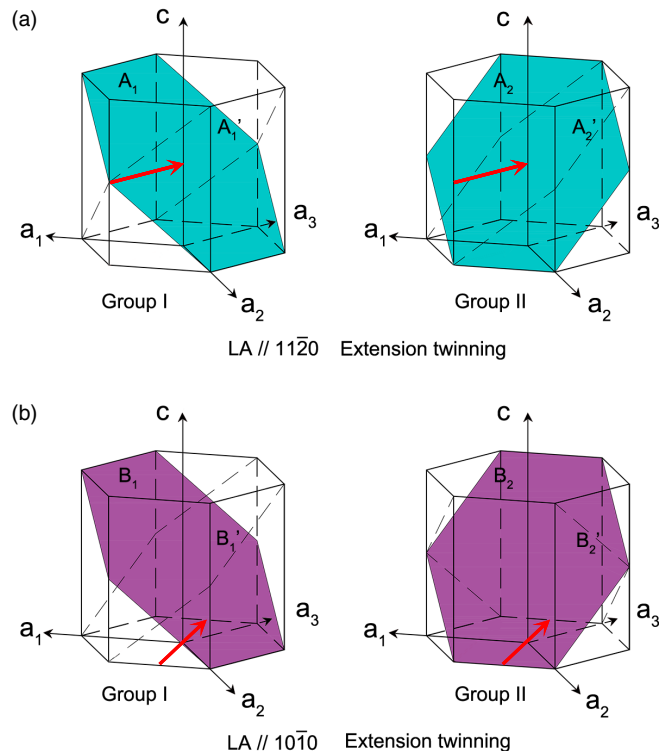 (a)
c
c
A₁
A₁’
A₂
A₂’
a₁
a₃
a₂
a₁
a₃
a₂
Group I
Group II
LA // 112̄0 Extension twinning
(b)
c
c
B₁
B₁’
B₂
B₂’
a₁
a₃
a₂
a₁
a₃
a₂
Group I
Group II
LA // 101̄0 Extension twinning